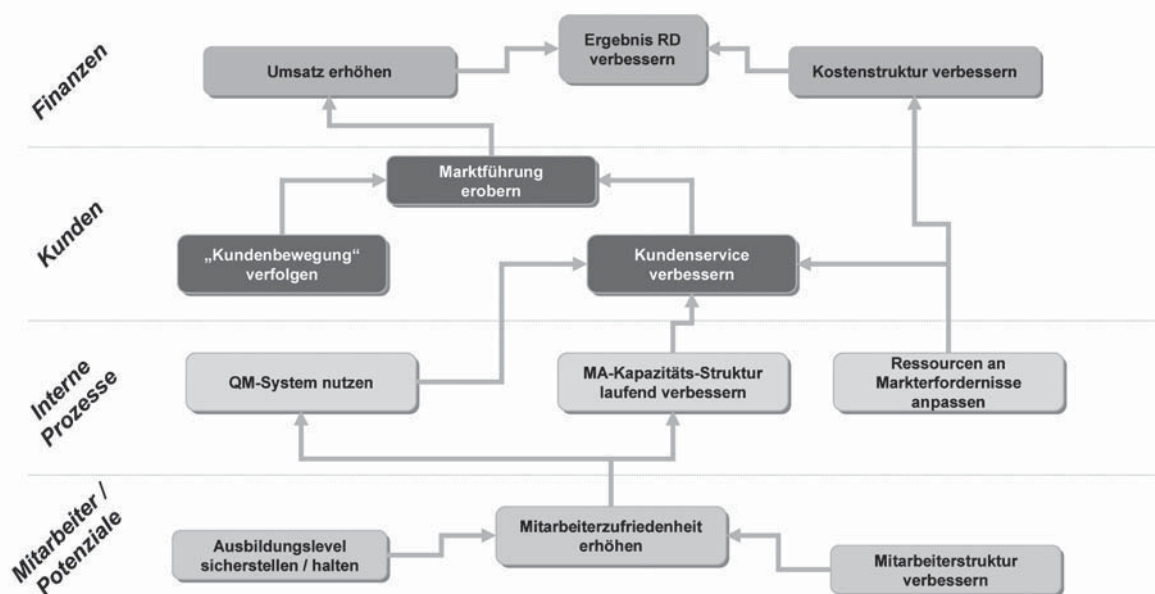 Finanzen
Ergebnis RD
verbessern
Umsatz erhöhen
Kostenstruktur verbessern
Kunden
Marktführung
erobern
„Kundenbewegung“
verfolgen
Kundenservice
verbessern
Interne
Prozesse
QM-System nutzen
MA-Kapazitäts-Struktur
laufend verbessern
Ressourcen an
Markterfordernisse
anpassen
Mitarbeiter /
Potenziale
Ausbildungslevel
sicherstellen / halten
Mitarbeiterzufriedenheit
erhöhen
Mitarbeiterstruktur
verbessern